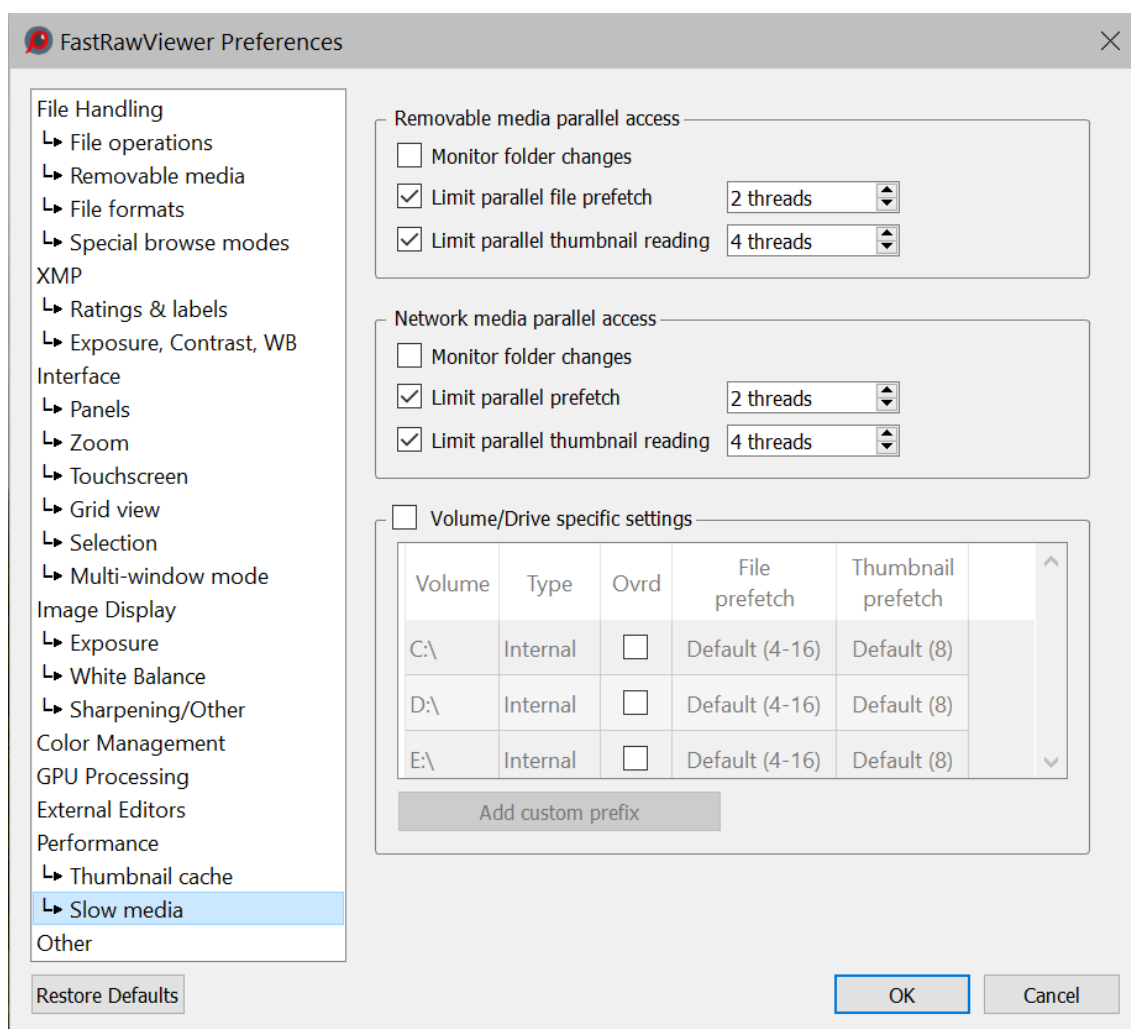 FastRawViewer Preferences
File Handling
File operations
Removable media
File formats
Special browse modes
XMP
Ratings & labels
Exposure, Contrast, WB
Interface
Panels
Zoom
Touchscreen
Grid view
Selection
Multi-window mode
Image Display
Exposure
White Balance
Sharpening/Other
Color Management
GPU Processing
External Editors
Performance
Thumbnail cache
Slow media
Other
Removable media parallel access
Monitor folder changes
Limit parallel file prefetch 2 threads
Limit parallel thumbnail reading 4 threads
Network media parallel access
Monitor folder changes
Limit parallel prefetch 2 threads
Limit parallel thumbnail reading 4 threads
Volume/Drive specific settings
Volume Type Ovrd File prefetch Thumbnail prefetch
C:\ Internal Default (4-16) Default (8)
D:\ Internal Default (4-16) Default (8)
E:\ Internal Default (4-16) Default (8)
Add custom prefix
Restore Defaults OK Cancel